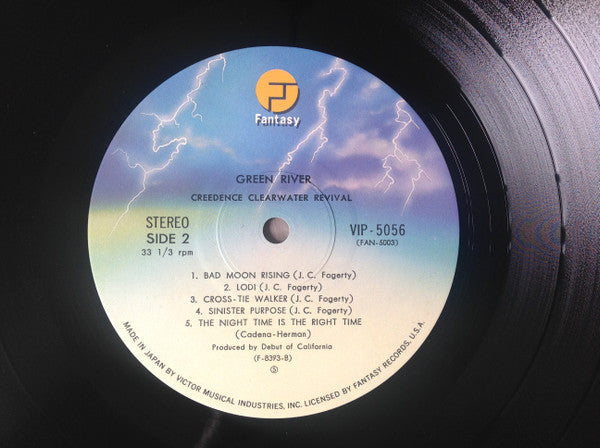 Fantasy
GREEN RIVER
CREEDENCE CLEARWATER REVIVAL
STEREO
SIDE 2
33 1/3 rpm
VIP-5056
(FAN-5003)
1. BAD MOON RISING (J. C. Fogerty)
2. LODI (J. C. Fogerty)
3. CROSS-TIE WALKER (J. C. Fogerty)
4. SINISTER PURPOSE (J. C. Fogerty)
5. THE NIGHT TIME IS THE RIGHT TIME
(Cadena-Herman)
Produced by Debut of California
(F-8393-B)
Ⓢ
MADE IN JAPAN BY VICTOR MUSICAL INDUSTRIES, INC. LICENSED BY FANTASY RECORDS, U.S.A.